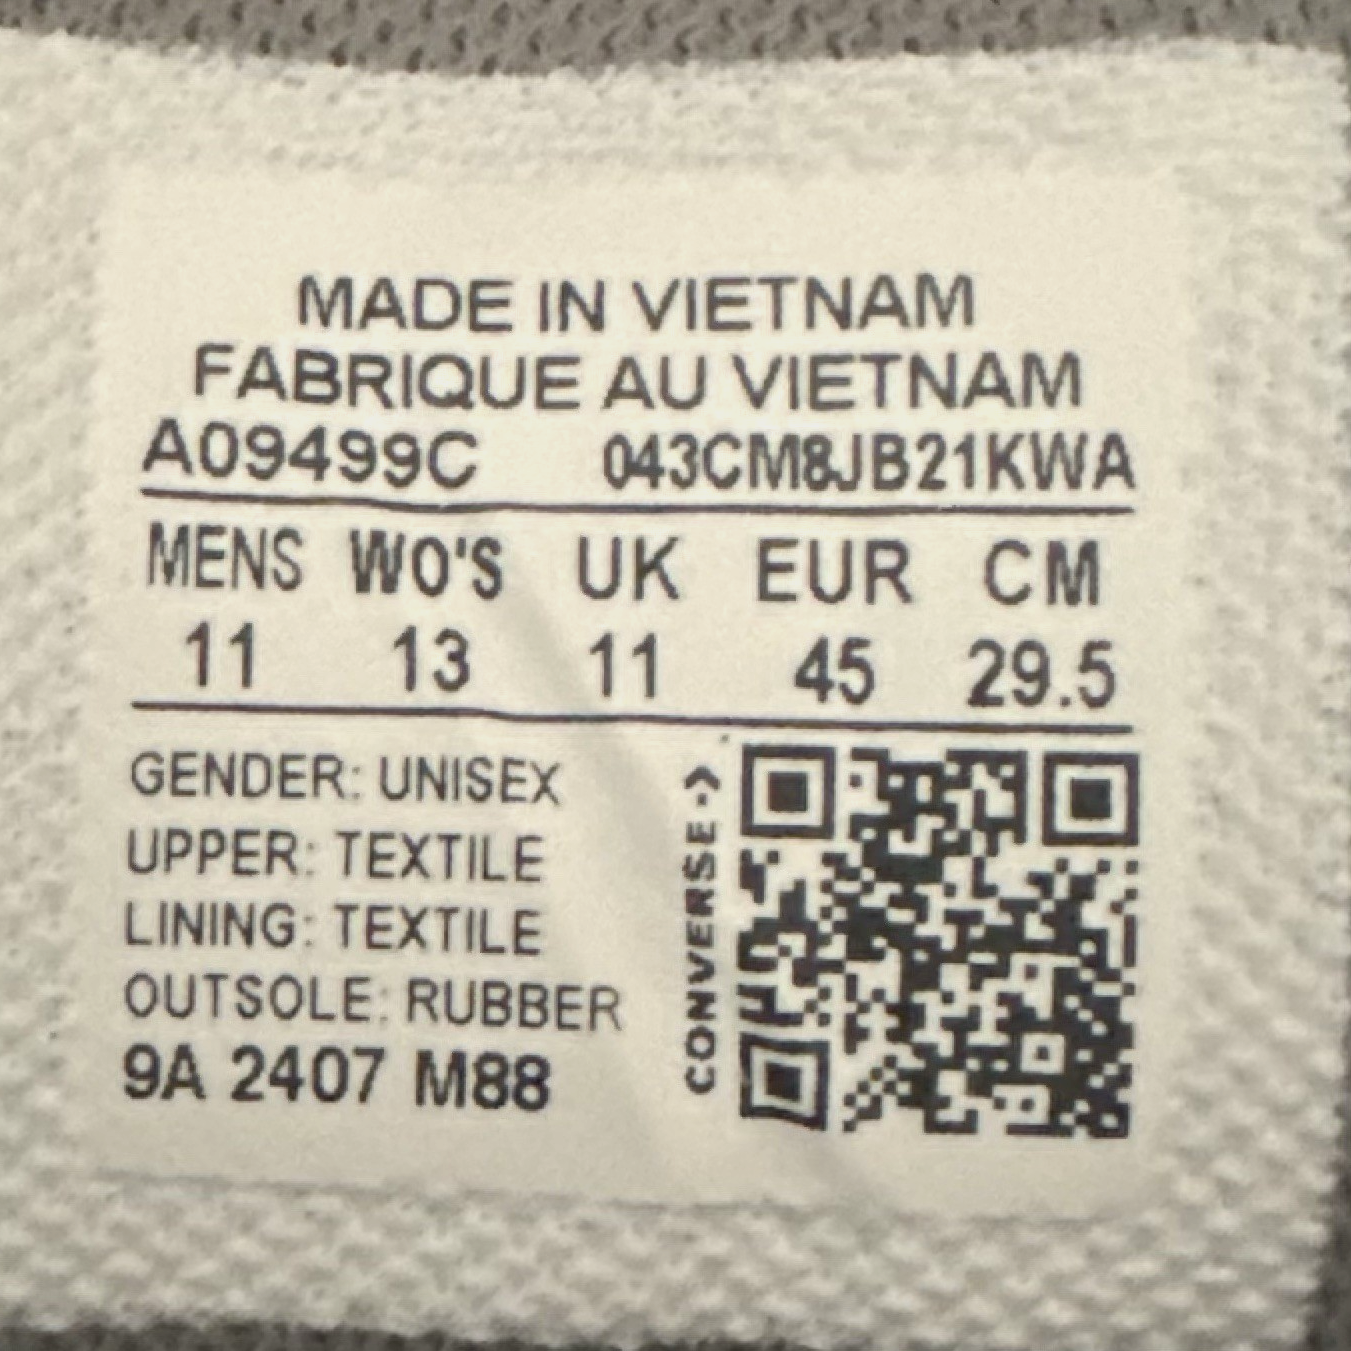 MADE IN VIETNAM
FABRIQUE AU VIETNAM
A09499C 043CM8JB21KWA
MENS WO'S UK EUR CM
11 13 11 45 29.5
GENDER: UNISEX
UPPER: TEXTILE
LINING: TEXTILE
OUTSOLE: RUBBER
9A 2407 M88
CONVERSE